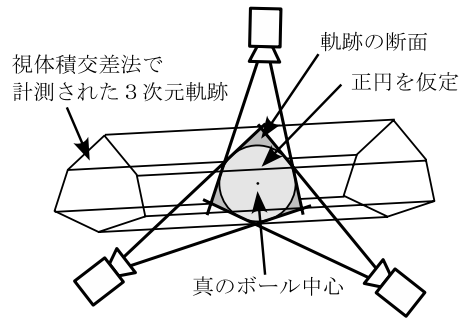 視体積交差法で
計測された３次元軌跡
軌跡の断面
正円を仮定
真のボール中心